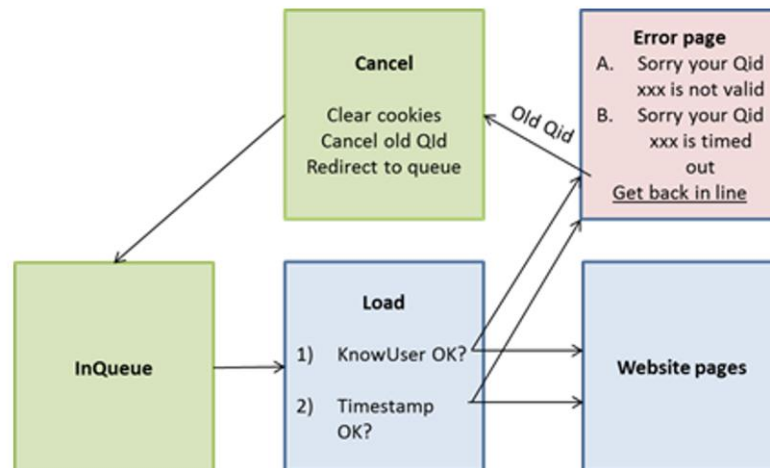 Cancel
Clear cookies
Cancel old QId
Redirect to queue
Old Qid
Error page
A. Sorry your Qid
xxx is not valid
B. Sorry your Qid
xxx is timed
out
Get back in line
InQueue
Load
1) KnowUser OK?
2) Timestamp
OK?
Website pages